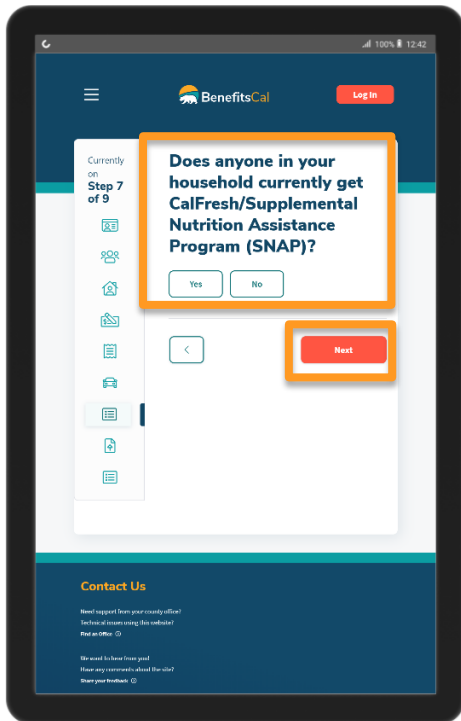 100% 12:42
BenefitsCal
Log In
Currently
on
Step 7
of 9
Does anyone in your
household currently get
CalFresh/Supplemental
Nutrition Assistance
Program (SNAP)?
Yes
No
Next
Contact Us
Need support from your county office?
Technical issues using this website?
Find an Office
We want to hear from you!
Have any comments about the site?
Share your feedback